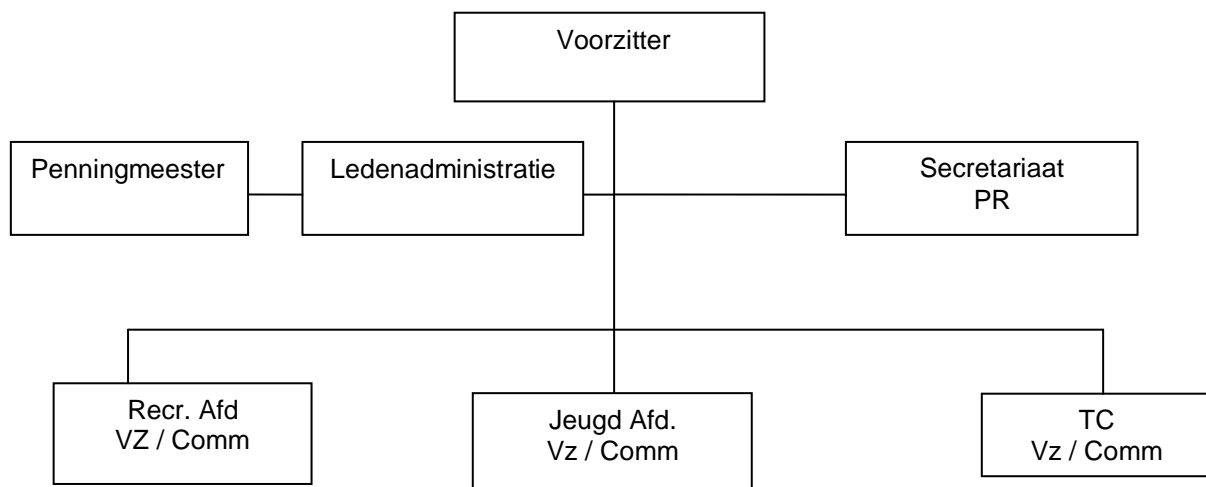 Voorzitter
Penningmeester
Ledenadministratie
Secretariaat
PR
Recr. Afd
VZ / Comm
Jeugd Afd.
Vz / Comm
TC
Vz / Comm